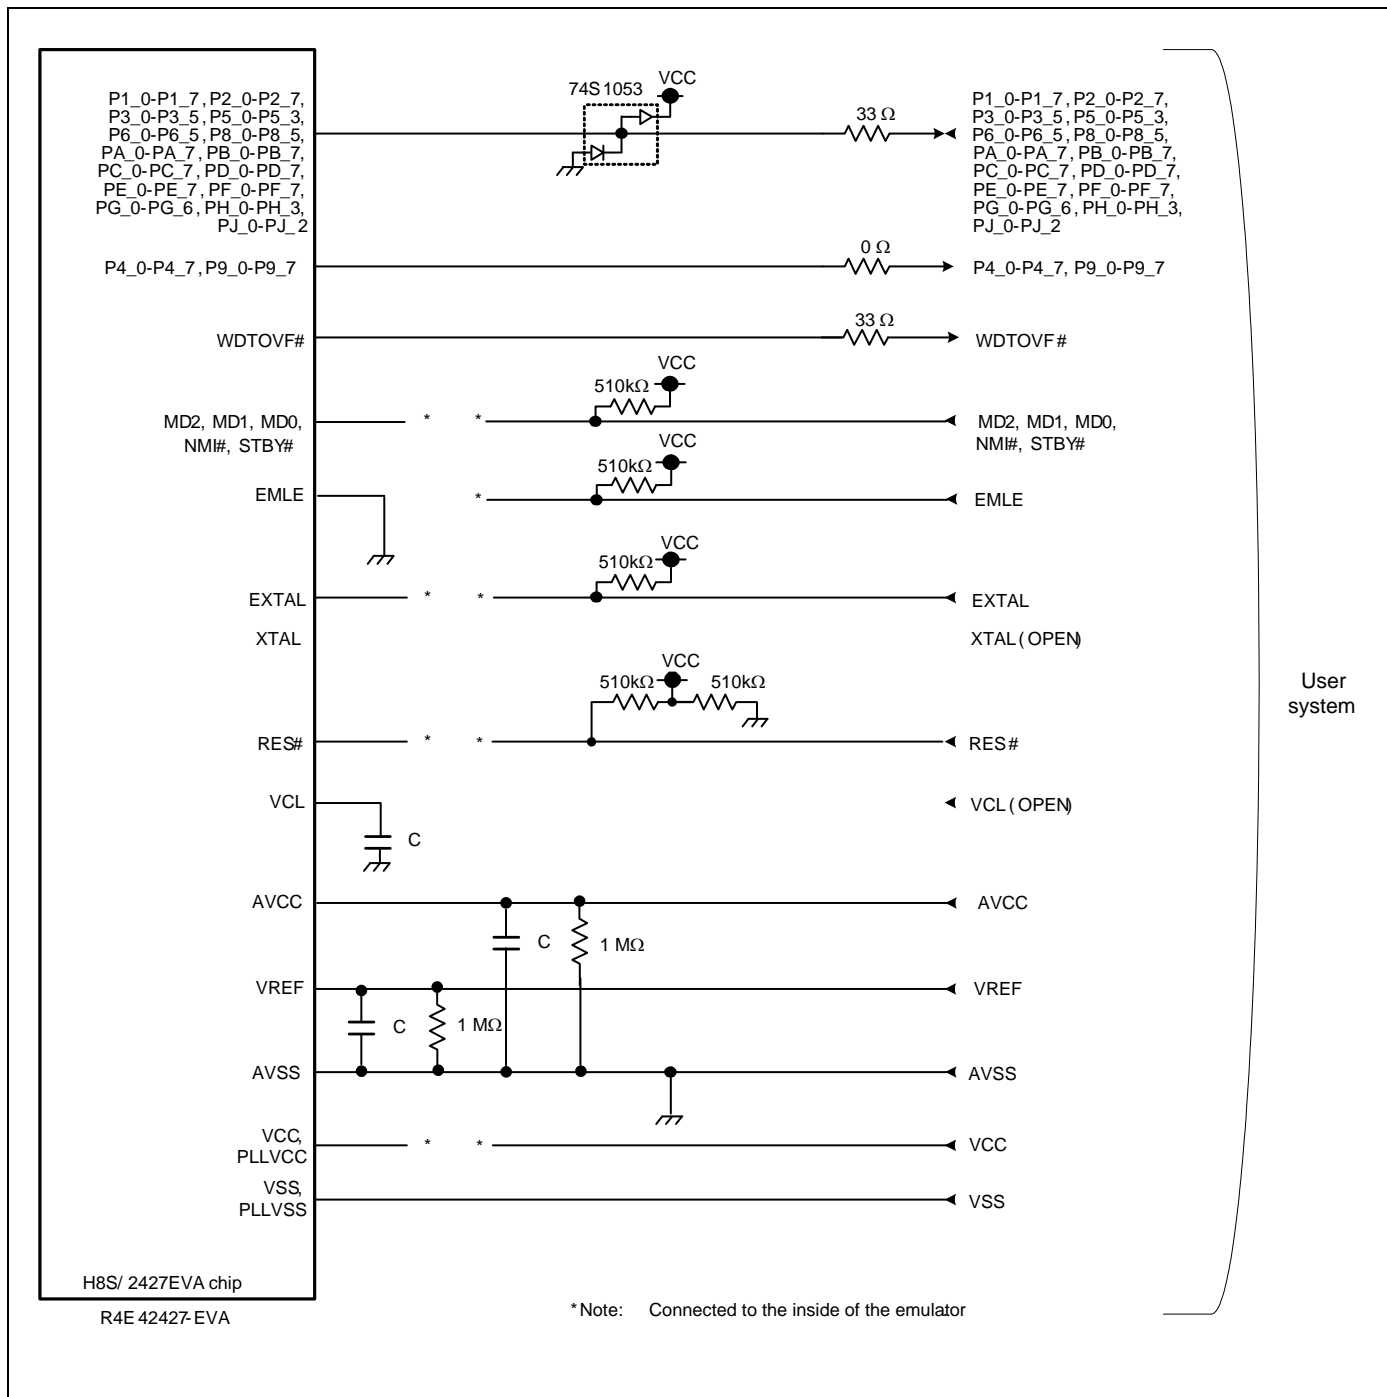 74S1053
VCC
33 Ω
P1_0-P1_7, P2_0-P2_7,
P3_0-P3_5, P5_0-P5_3,
P6_0-P6_5, P8_0-P8_5,
PA_0-PA_7, PB_0-PB_7,
PC_0-PC_7, PD_0-PD_7,
PE_0-PE_7, PF_0-PF_7,
PG_0-PG_6, PH_0-PH_3,
PJ_0-PJ_2
P1_0-P1_7, P2_0-P2_7,
P3_0-P3_5, P5_0-P5_3,
P6_0-P6_5, P8_0-P8_5,
PA_0-PA_7, PB_0-PB_7,
PC_0-PC_7, PD_0-PD_7,
PE_0-PE_7, PF_0-PF_7,
PG_0-PG_6, PH_0-PH_3,
PJ_0-PJ_2
0 Ω
P4_0-P4_7, P9_0-P9_7
P4_0-P4_7, P9_0-P9_7
33 Ω
WDTOVF#
WDTOVF#
VCC
510kΩ
MD2, MD1, MD0,
NMI#, STBY#
* *
MD2, MD1, MD0,
NMI#, STBY#
VCC
510kΩ
EMLE
*
EMLE
VCC
510kΩ
EXTAL
* *
EXTAL
XTAL
XTAL(OPEN)
VCC
510kΩ
510kΩ
RES#
* *
RES#
User
system
VCL
C
VCL(OPEN)
AVCC
C
1 MΩ
AVCC
VREF
C
1 MΩ
VREF
AVSS
AVSS
VCC,
PLLVCC
* *
VCC
VSS,
PLLVSS
VSS
H8S/2427EVA chip
R4E42427-EVA
*Note: Connected to the inside of the emulator